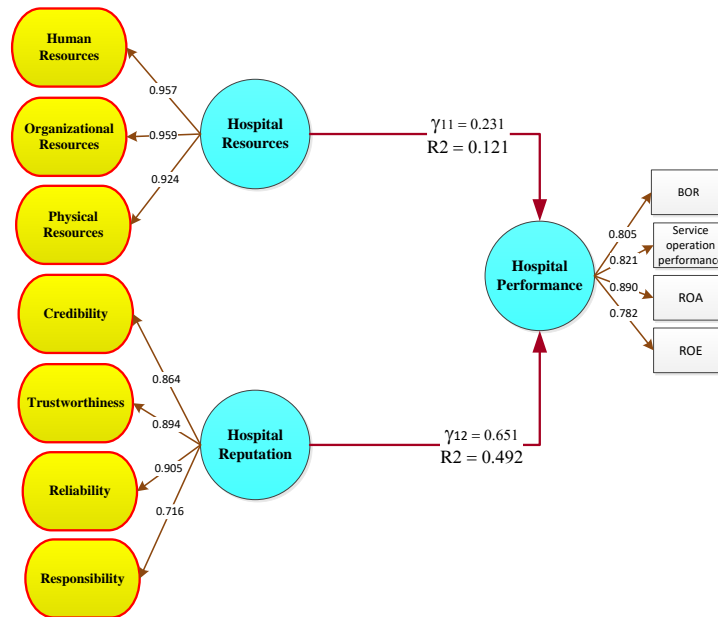 Human
Resources
0.957
Organizational
Resources
0.959
0.924
Physical
Resources
Hospital
Resources
γ11 = 0.231
R2 = 0.121
Credibility
0.864
Trustworthiness
0.894
0.905
Reliability
0.716
Responsibility
Hospital
Reputation
γ12 = 0.651
R2 = 0.492
Hospital
Performance
0.805
0.821
0.890
0.782
BOR
Service
operation
performance
ROA
ROE